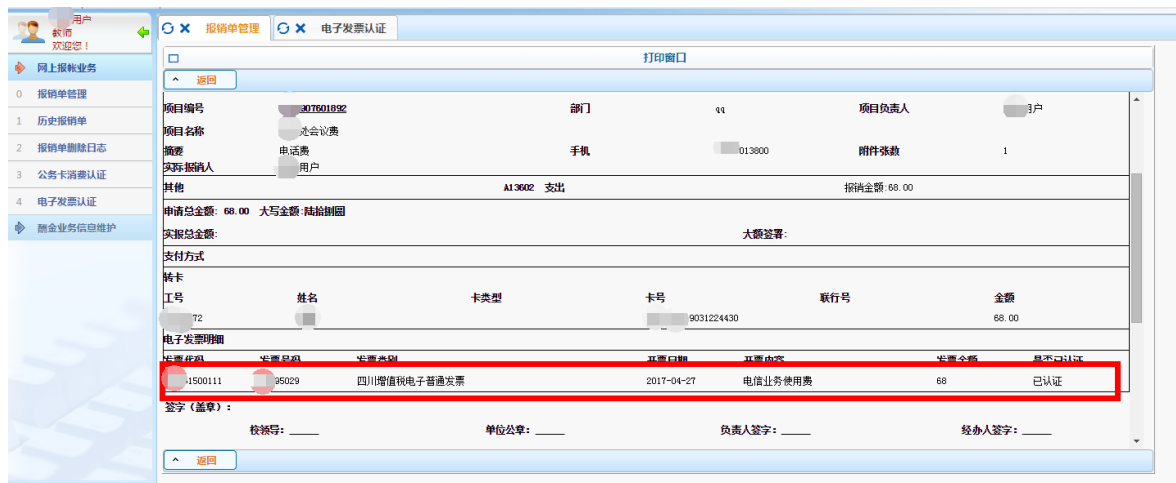 用户
教师
欢迎您！
报销单管理
电子发票认证
网上报帐业务
0 报销单管理
1 历史报销单
2 报销单删除日志
3 公务卡消费认证
4 电子发票认证
酬金业务信息维护
打印窗口
返回
项目编号 907601892 部门 qq 项目负责人 用户
项目名称 处会议费
摘要 电话费 手机 013800 附件张数 1
实际报销人 用户
其他 A13602 支出 报销金额:68.00
申请总金额: 68.00 大写金额:陆拾捌圆
实报总金额: 大额签署:
支付方式
转卡
工号 姓名 卡类型 卡号 联行号 金额
72 9031224430 68.00
电子发票明细
发票代码 发票号码 发票类别 开票日期 开票内容 发票金额 是否已认证
1500111 95029 四川增值税电子普通发票 2017-04-27 电信业务使用费 68 已认证
签字（盖章）:
校领导: _____ 单位公章: _____ 负责人签字: _____ 经办人签字: _____
返回